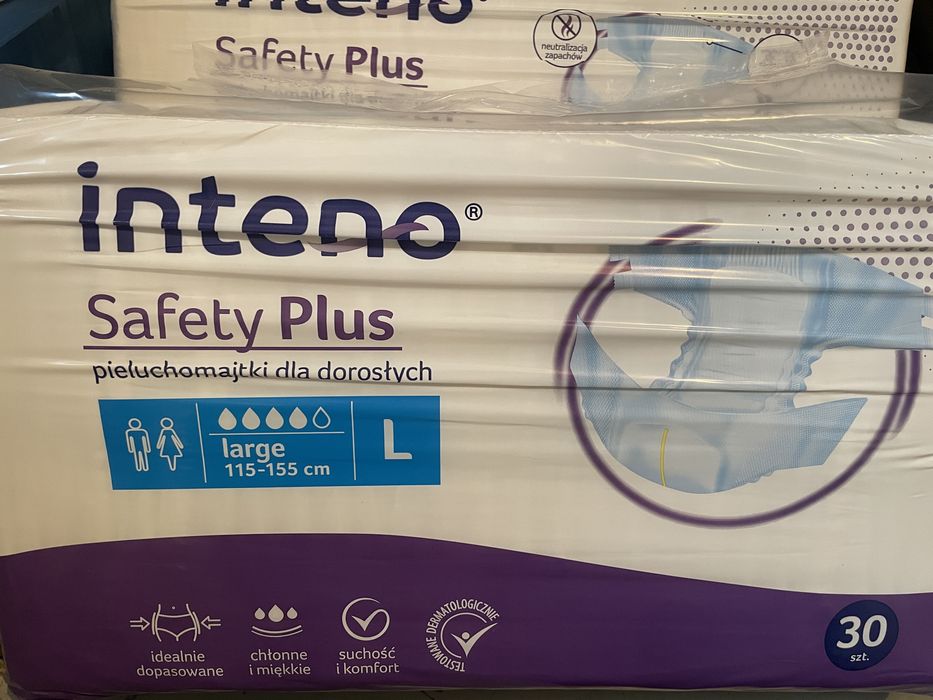 inteno®
Safety Plus
neutralizacja
zapachów
inteno®
Safety Plus
pieluchomajtki dla dorosłych
large
115-155 cm
L
idealnie
dopasowane
chłonne
i miękkie
suchość
i komfort
TESTOWANE DERMATOLOGICZNIE
30
szt.